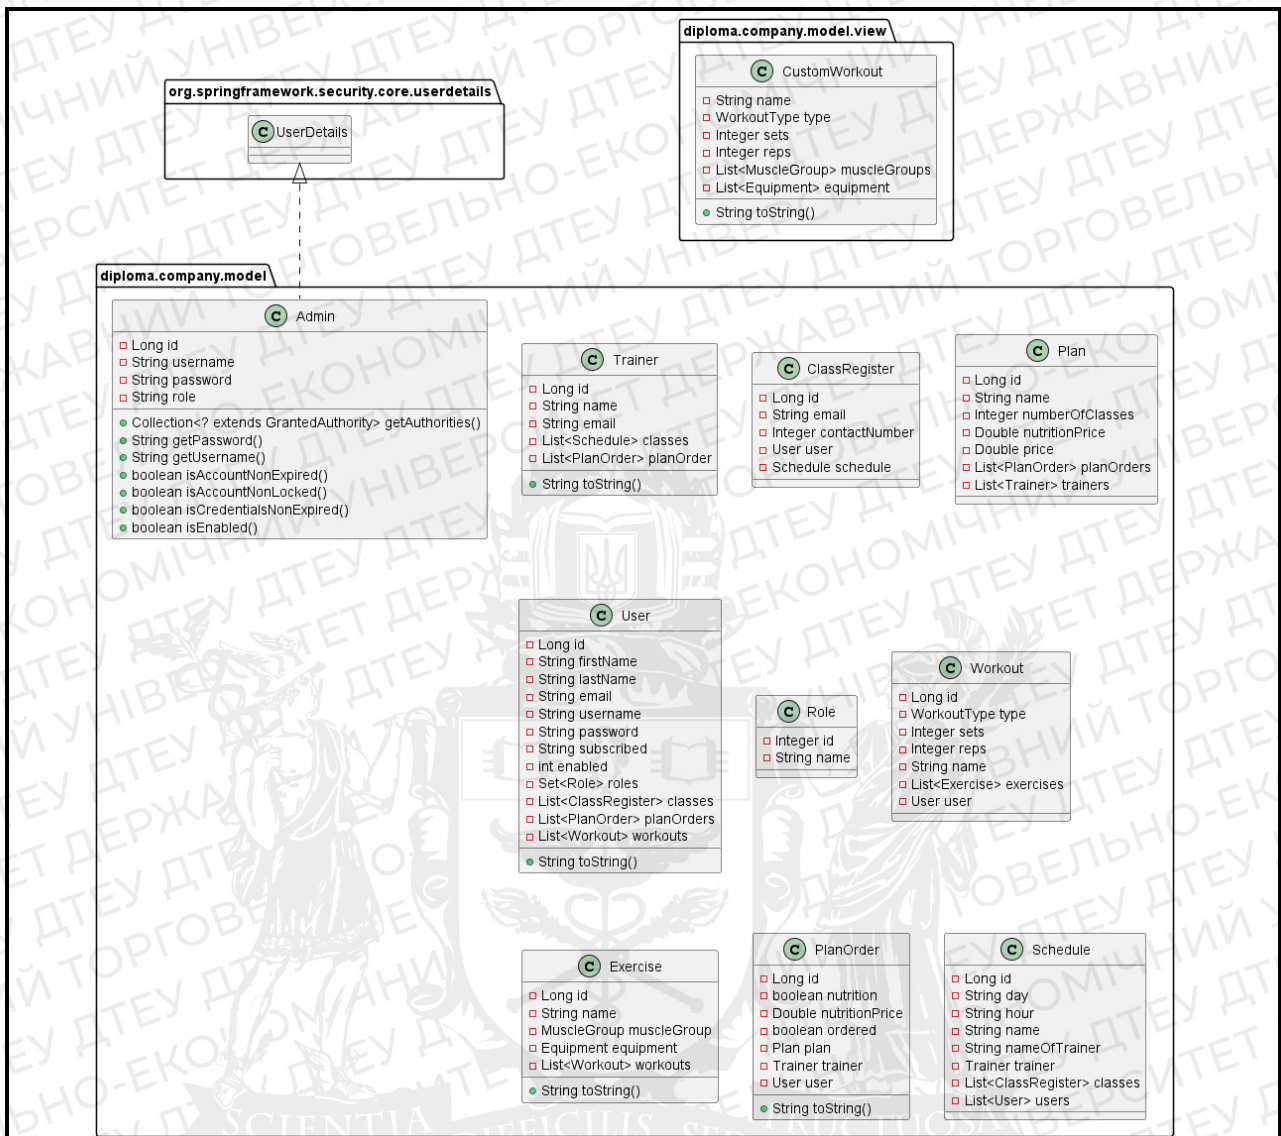 diploma.company.model.view
C CustomWorkout
String name
WorkoutType type
Integer sets
Integer reps
List<MuscleGroup> muscleGroups
List<Equipment> equipment
String toString()
org.springframework.security.core.userdetails
C UserDetails
diploma.company.model
C Admin
Long id
String username
String password
String role
Collection<? extends GrantedAuthority> getAuthorities()
String getPassword()
String getUsername()
boolean isAccountNonExpired()
boolean isAccountNonLocked()
boolean isCredentialsNonExpired()
boolean isEnabled()
C Trainer
Long id
String name
String email
List<Schedule> classes
List<PlanOrder> planOrder
String toString()
C ClassRegister
Long id
String email
Integer contactNumber
User user
Schedule schedule
C Plan
Long id
String name
Integer numberOfClasses
Double nutritionPrice
Double price
List<PlanOrder> planOrders
List<Trainer> trainers
C User
Long id
String firstName
String lastName
String email
String username
String password
String subscribed
int enabled
Set<Role> roles
List<ClassRegister> classes
List<PlanOrder> planOrders
List<Workout> workouts
String toString()
C Role
Integer id
String name
C Workout
Long id
WorkoutType type
Integer sets
Integer reps
String name
List<Exercise> exercises
User user
C Exercise
Long id
String name
MuscleGroup muscleGroup
Equipment equipment
List<Workout> workouts
String toString()
C PlanOrder
Long id
boolean nutrition
Double nutritionPrice
boolean ordered
Plan plan
Trainer trainer
User user
String toString()
C Schedule
Long id
String day
String hour
String name
String nameOfTrainer
Trainer trainer
List<ClassRegister> classes
List<User> users